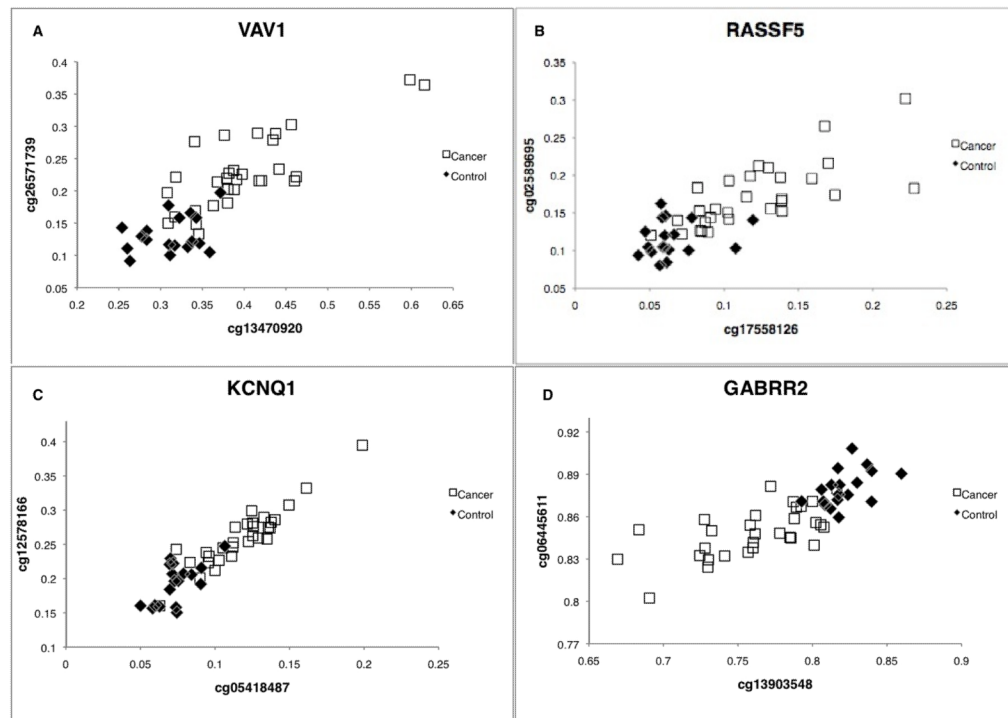 A
VAV1
0.4
0.35
0.3
0.25
0.2
0.15
0.1
0.05
cg26571739
0.2 0.25 0.3 0.35 0.4 0.45 0.5 0.55 0.6 0.65
cg13470920
Cancer
Control
B
RASSF5
0.35
0.3
0.25
0.2
0.15
0.1
0.05
cg02589695
0 0.05 0.1 0.15 0.2 0.25
cg17558126
Cancer
Control
C
KCNQ1
0.4
0.35
0.3
0.25
0.2
0.15
0.1
cg12578166
0 0.05 0.1 0.15 0.2 0.25
cg05418487
Cancer
Control
D
GABRR2
0.92
0.89
0.86
0.83
0.8
0.77
cg06445611
0.65 0.7 0.75 0.8 0.85 0.9
cg13903548
Cancer
Control